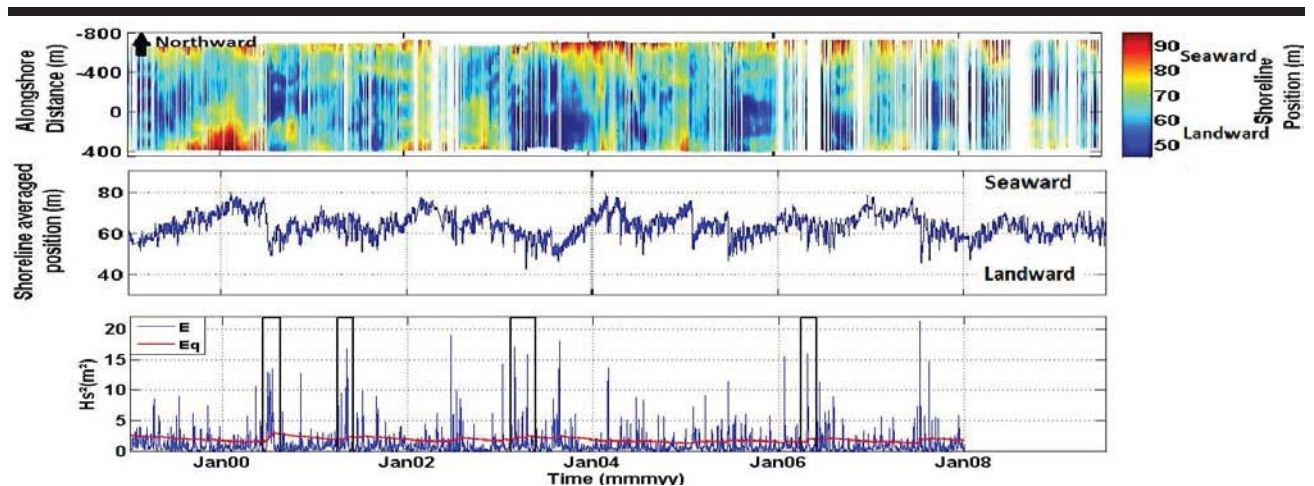 -800
-400
0
400
Alongshore
Distance (m)
Northward
90
80
70
60
50
Seaward
Landward
Shoreline
Position (m)
80
60
40
Shoreline averaged
position (m)
Seaward
Landward
20
15
10
5
0
Hs²(m²)
E
Eq
Jan00 Jan02 Jan04 Jan06 Jan08
Time (mmmyy)